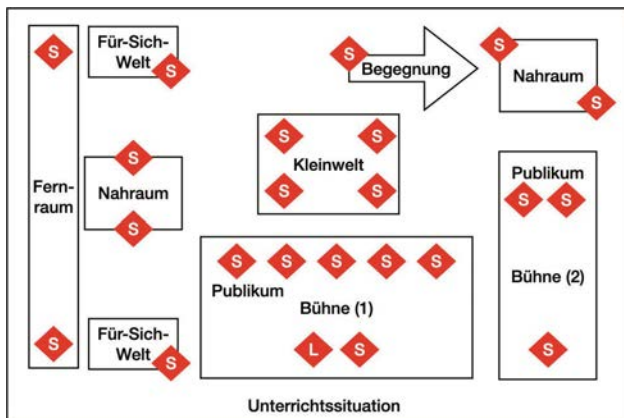 S
Für-Sich-
Welt
S
S
Begegnung
S
Nahraum
S
S
S
Kleinwelt
S
S
Fern-
raum
S
Nahraum
S
Publikum
S S
Bühne (2)
S
S S S S S
Publikum
Bühne (1)
L S
S
Für-Sich-
Welt
S
Unterrichtssituation